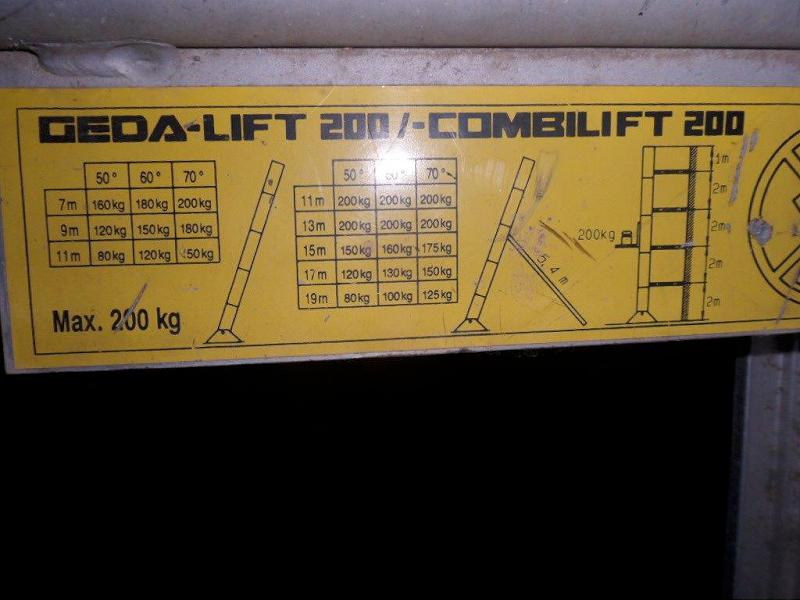 GEDA-LIFT 200/-COMBILIFT 200
50° 60° 70°
7m 160kg 180kg 200kg
9m 120kg 150kg 180kg
11m 80kg 120kg 150kg
Max. 200 kg
50° 60° 70°
11m 200kg 200kg 200kg
13m 200kg 200kg 200kg
15m 150kg 160kg 175kg
17m 120kg 130kg 150kg
19m 80kg 100kg 125kg
5,4 m
200kg
1m
2m
2m
2m
2m